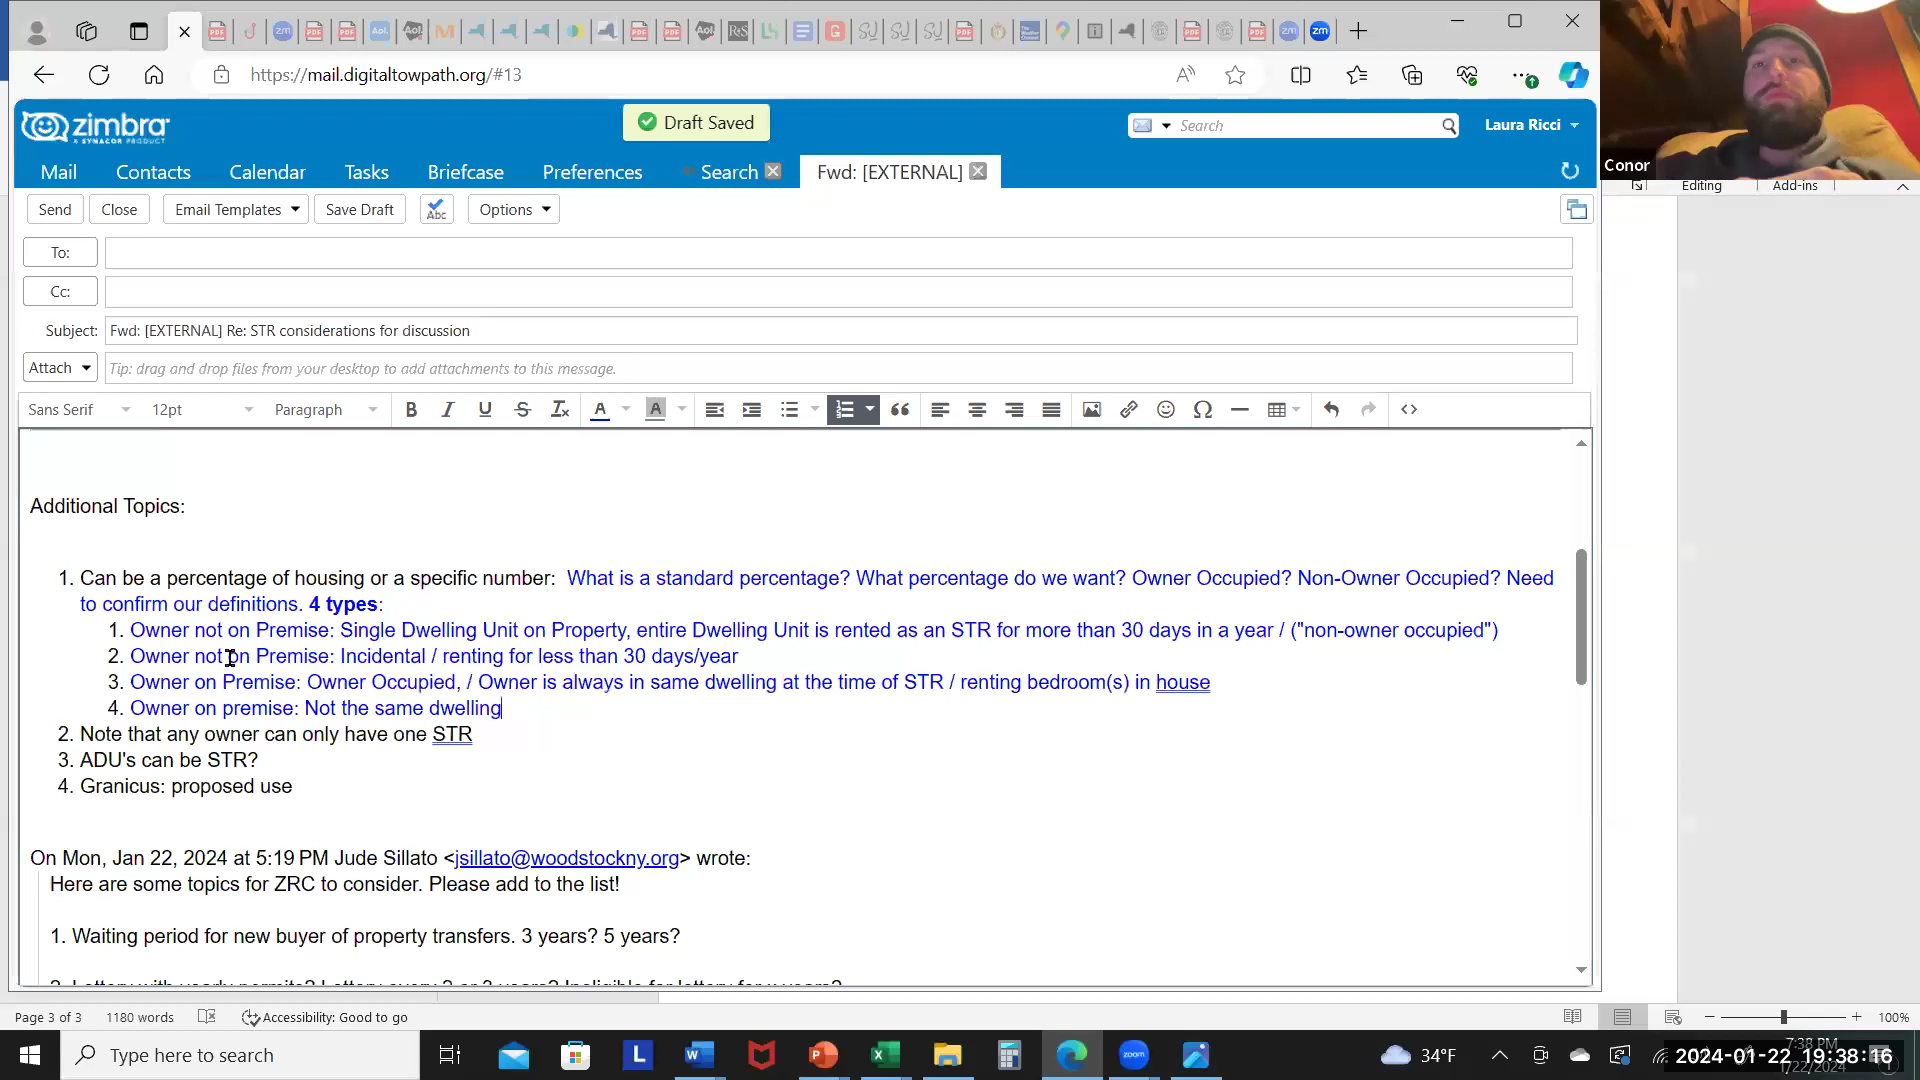 https://mail.digitaltowpath.org/#13
zimbra
A SYNACOR PRODUCT
Draft Saved
Search
Laura Ricci
Conor
Mail Contacts Calendar Tasks Briefcase Preferences Search Fwd: [EXTERNAL]
Editing Add-ins
Send Close Email Templates Save Draft Abc Options
To:
Cc:
Subject: Fwd: [EXTERNAL] Re: STR considerations for discussion
Attach Tip: drag and drop files from your desktop to add attachments to this message.
Sans Serif 12pt Paragraph
Additional Topics:
1. Can be a percentage of housing or a specific number: What is a standard percentage? What percentage do we want? Owner Occupied? Non-Owner Occupied? Need
to confirm our definitions. 4 types:
1. Owner not on Premise: Single Dwelling Unit on Property, entire Dwelling Unit is rented as an STR for more than 30 days in a year / ("non-owner occupied")
2. Owner not on Premise: Incidental / renting for less than 30 days/year
3. Owner on Premise: Owner Occupied, / Owner is always in same dwelling at the time of STR / renting bedroom(s) in house
4. Owner on premise: Not the same dwelling
2. Note that any owner can only have one STR
3. ADU's can be STR?
4. Granicus: proposed use
On Mon, Jan 22, 2024 at 5:19 PM Jude Sillato <jsillato@woodstockny.org> wrote:
Here are some topics for ZRC to consider. Please add to the list!
1. Waiting period for new buyer of property transfers. 3 years? 5 years?
Page 3 of 3 1180 words Accessibility: Good to go 100%
Type here to search
34°F
7:38 PM
2024-01-22 19:38:16
1/22/2024